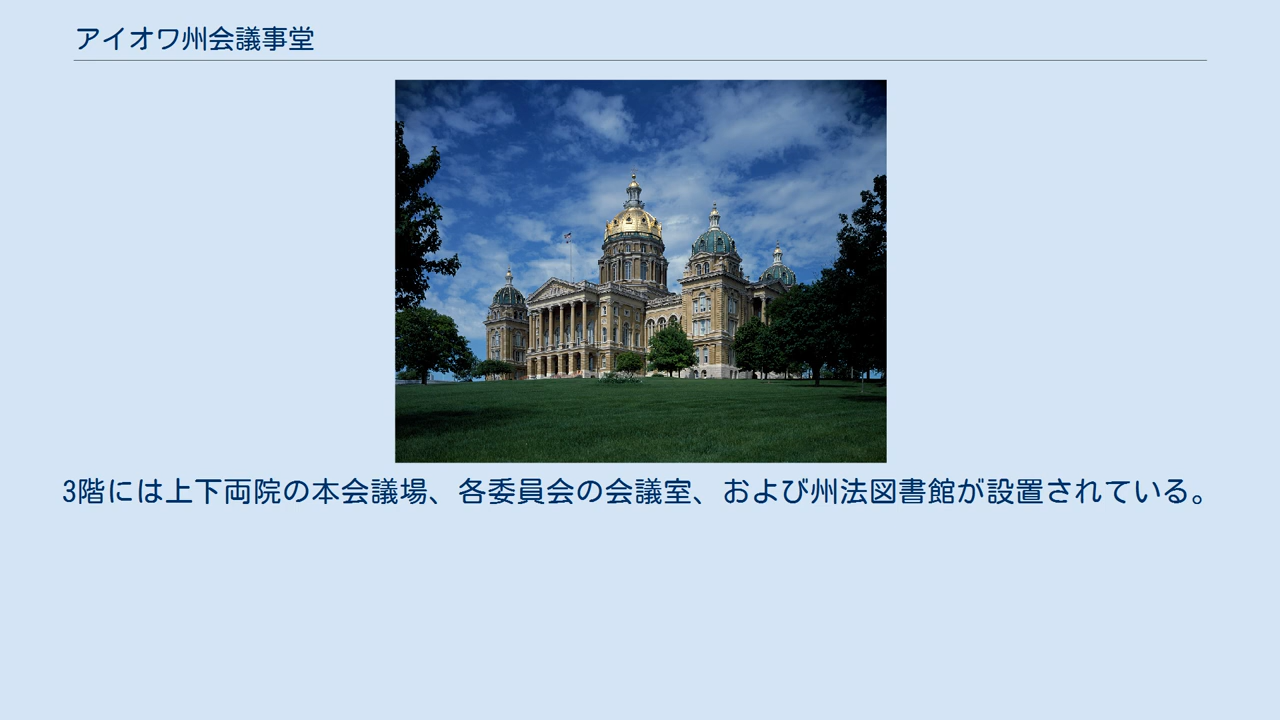 アイオワ州会議事堂
3階には上下両院の本会議場、各委員会の会議室、および州法図書館が設置されている。